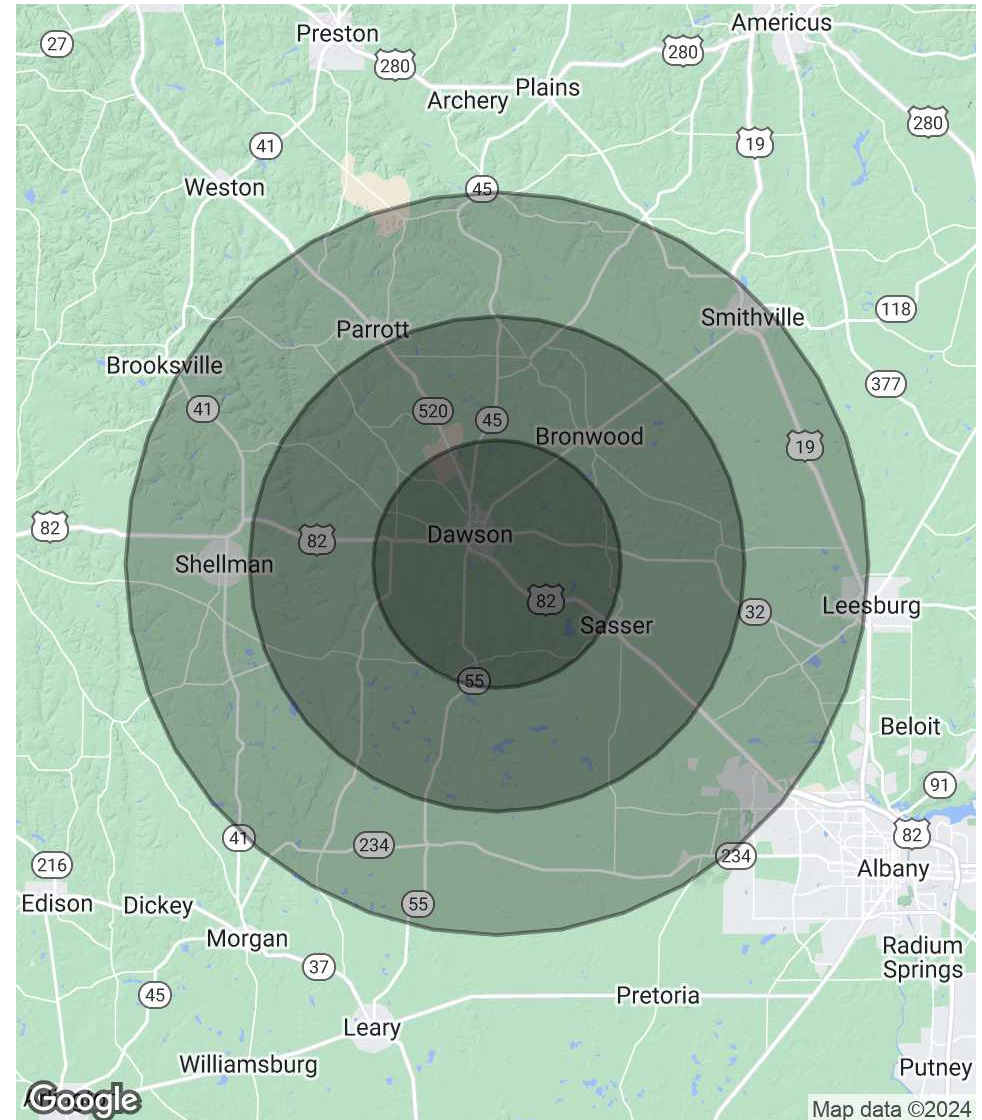 Americus
27
Preston
280
280
Plains
Archery
280
19
41
Weston
45
118
Smithville
Parrott
Brooksville
377
41
520
45
Bronwood
19
82
Dawson
82
Shellman
82
32
Leesburg
Sasser
55
Beloit
91
82
41
234
234
216
Albany
Edison
Dickey
55
Morgan
Radium
Springs
37
45
Pretoria
Leary
Williamsburg
Putney
Google
Map data ©2024